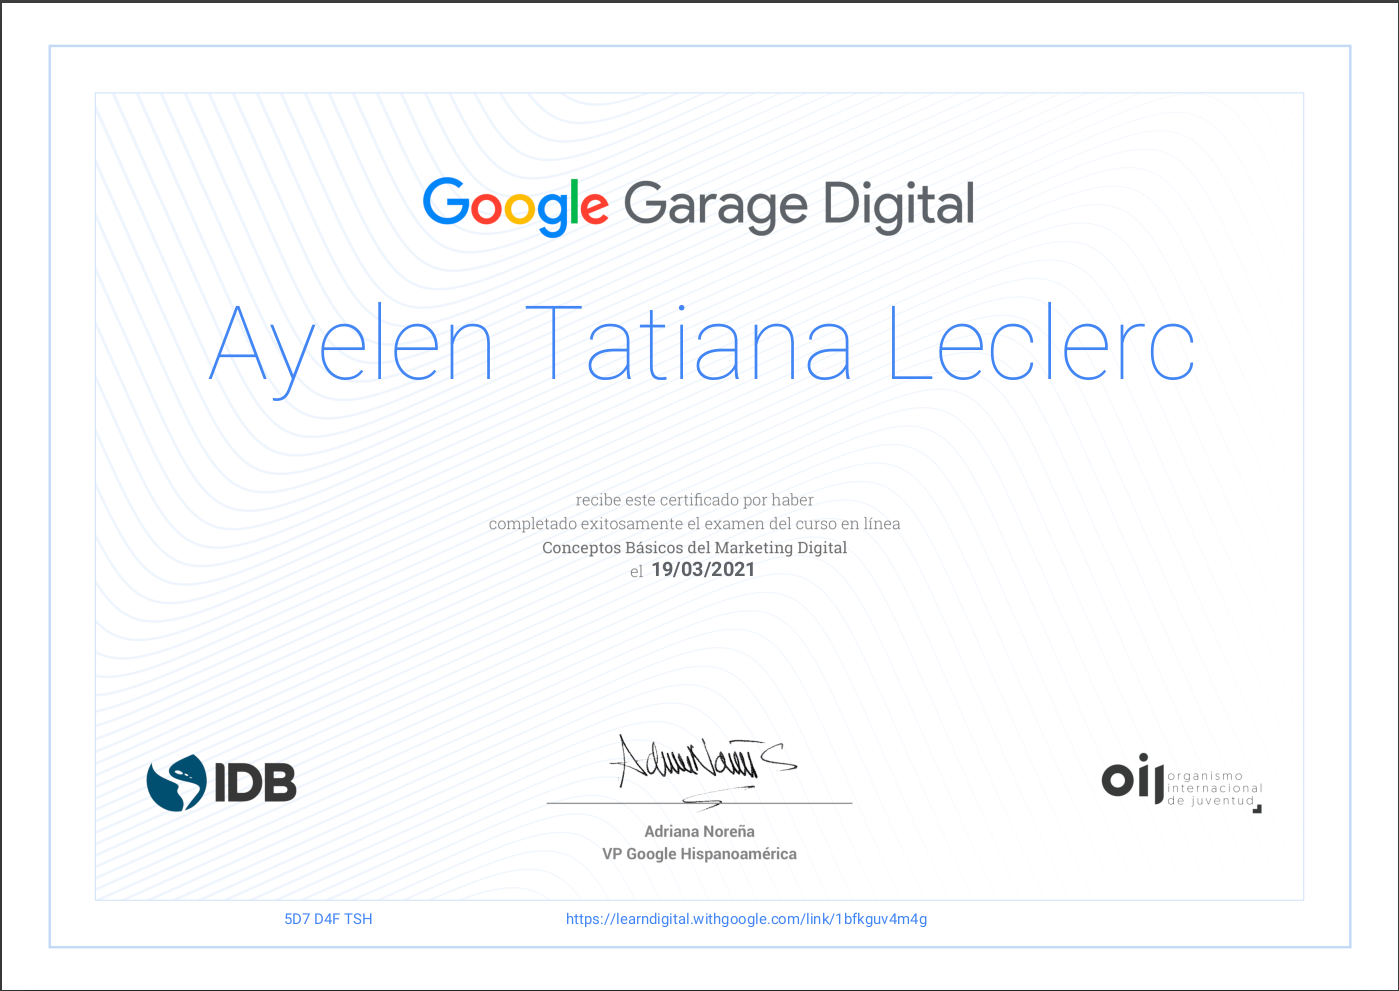 Google Garage Digital
Ayelen Tatiana Leclerc
recibe este certificado por haber
completado exitosamente el examen del curso en línea
Conceptos Básicos del Marketing Digital
el 19/03/2021
IDB
Adriana Noreña
VP Google Hispanoamérica
oij
organismo
internacional
de juventud
5D7 D4F TSH
https://learndigital.withgoogle.com/link/1bfkguv4m4g